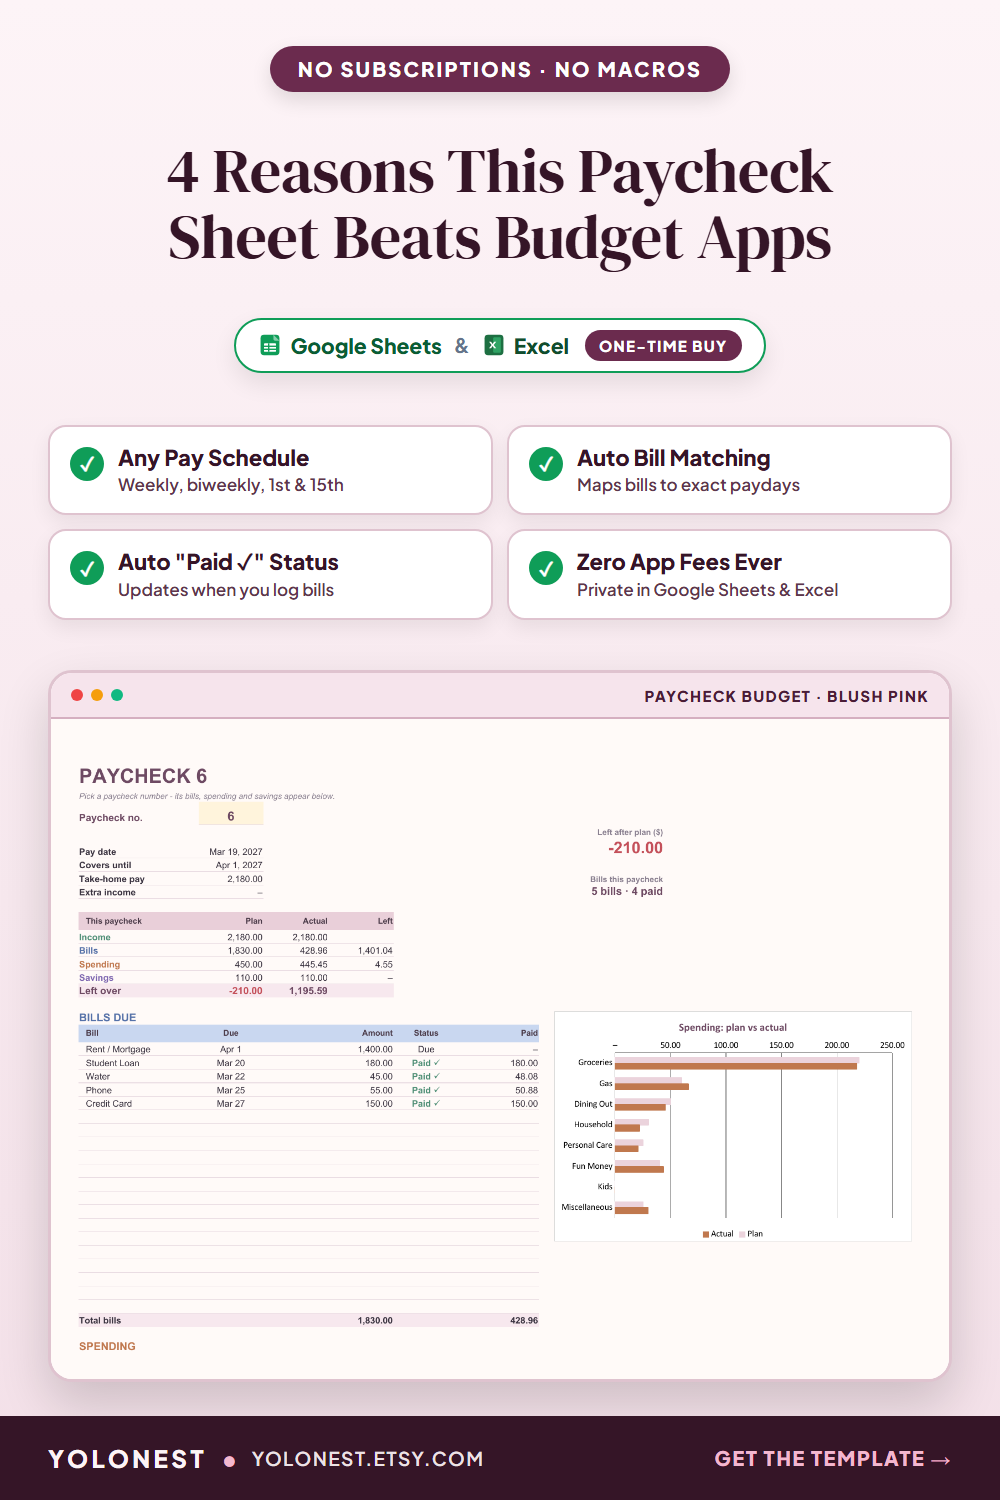 NO SUBSCRIPTIONS · NO MACROS
4 Reasons This Paycheck
Sheet Beats Budget Apps
Google Sheets & Excel ONE-TIME BUY
Any Pay Schedule
Weekly, biweekly, 1st & 15th
Auto Bill Matching
Maps bills to exact paydays
Auto "Paid ✓" Status
Updates when you log bills
Zero App Fees Ever
Private in Google Sheets & Excel
PAYCHECK BUDGET · BLUSH PINK
PAYCHECK 6
Pick a paycheck number - its bills, spending and savings appear below.
Paycheck no. 6
Pay date Mar 19, 2027
Covers until Apr 1, 2027
Take-home pay 2,180.00
Extra income –
Left after plan ($)
-210.00
Bills this paycheck
5 bills · 4 paid
This paycheck Plan Actual Left
Income 2,180.00 2,180.00
Bills 1,830.00 428.96 1,401.04
Spending 450.00 445.45 4.55
Savings 110.00 110.00 –
Left over -210.00 1,195.59
BILLS DUE
Bill Due Amount Status Paid
Rent / Mortgage Apr 1 1,400.00 Due –
Student Loan Mar 20 180.00 Paid ✓ 180.00
Water Mar 22 45.00 Paid ✓ 48.08
Phone Mar 25 55.00 Paid ✓ 50.88
Credit Card Mar 27 150.00 Paid ✓ 150.00
Total bills 1,830.00 428.96
SPENDING
Spending: plan vs actual
– 50.00 100.00 150.00 200.00 250.00
Groceries
Gas
Dining Out
Household
Personal Care
Fun Money
Kids
Miscellaneous
Actual Plan
YOLONEST • YOLONEST.ETSY.COM
GET THE TEMPLATE →